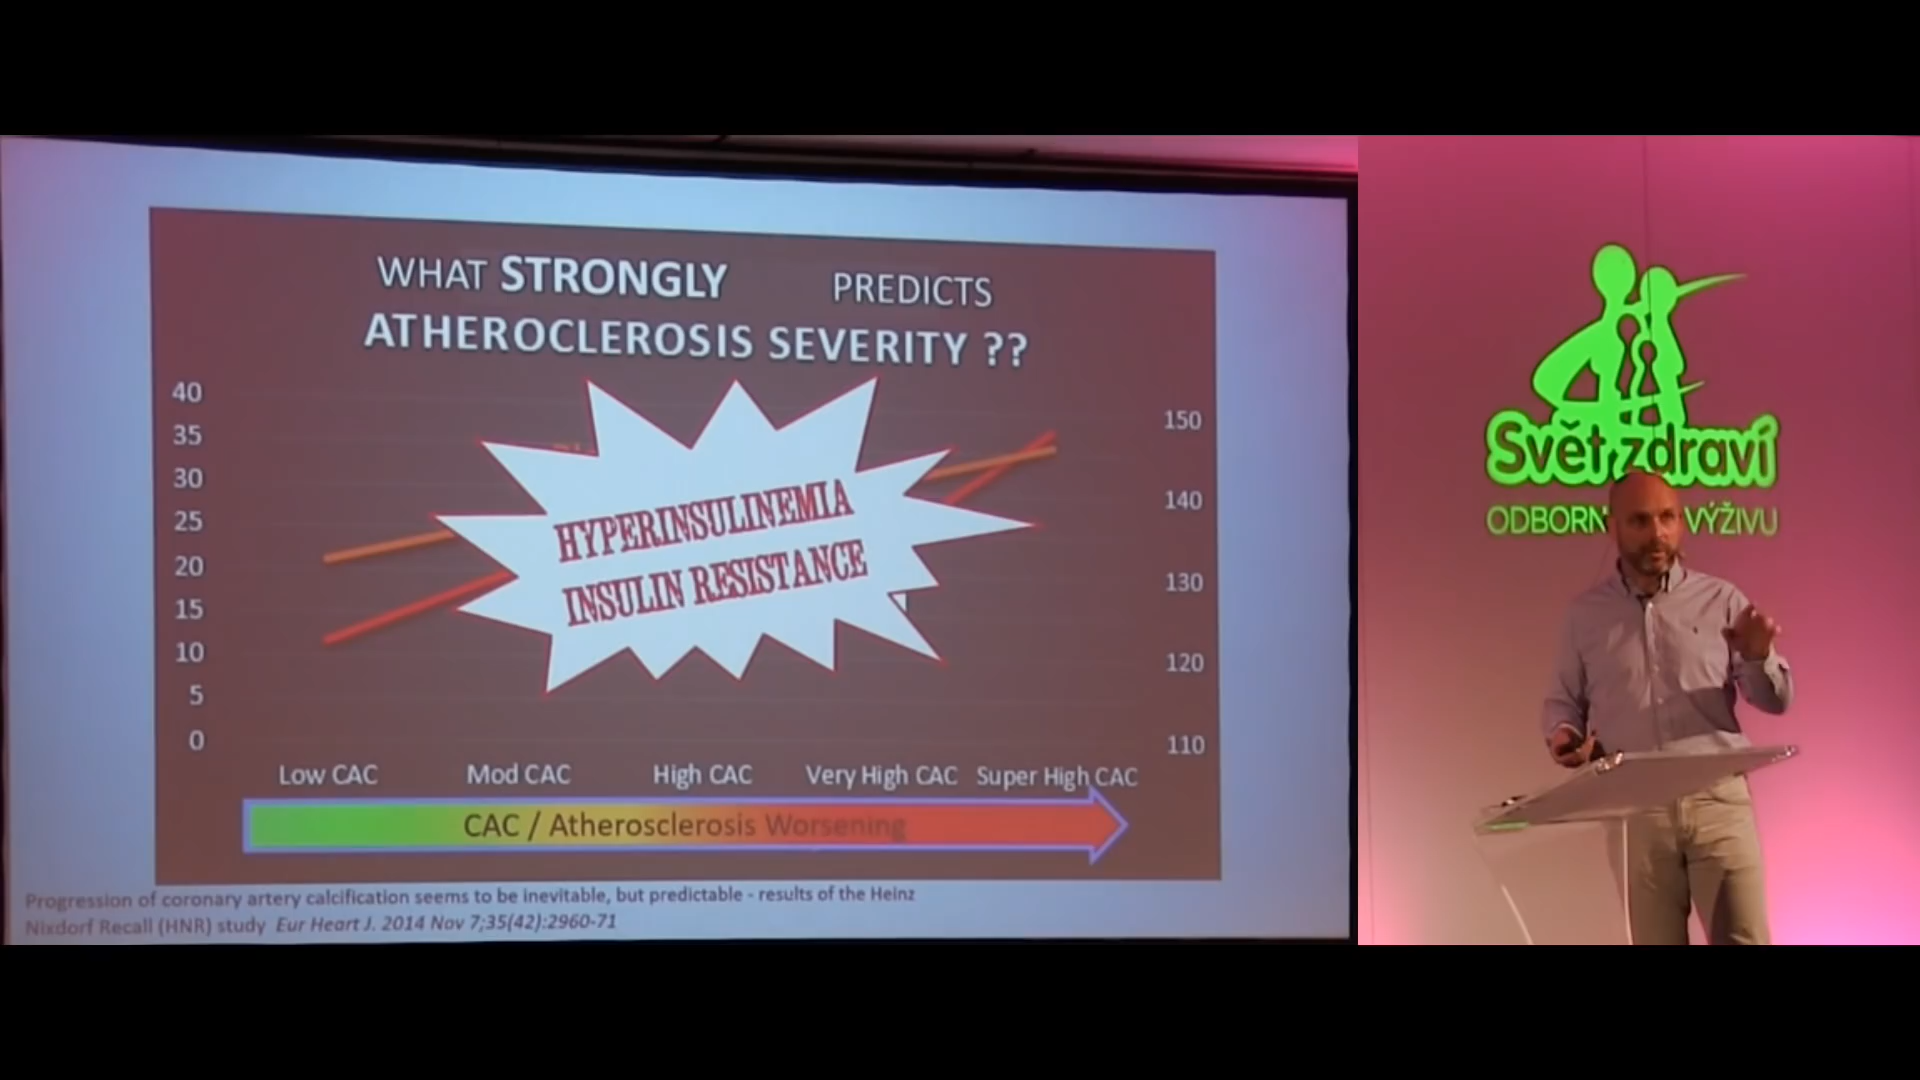 WHAT STRONGLY PREDICTS
ATHEROCLEROSIS SEVERITY ??
40
35
30
25
20
15
10
5
0
150
140
130
120
110
HYPERINSULINEMIA
INSULIN RESISTANCE
Low CAC
Mod CAC
High CAC
Very High CAC
Super High CAC
CAC / Atherosclerosis Worsening
Progression of coronary artery calcification seems to be inevitable, but predictable - results of the Heinz
Nixdorf Recall (HNR) study Eur Heart J. 2014 Nov 7;35(42):2960-71
Svět zdraví
VÝŽIVU